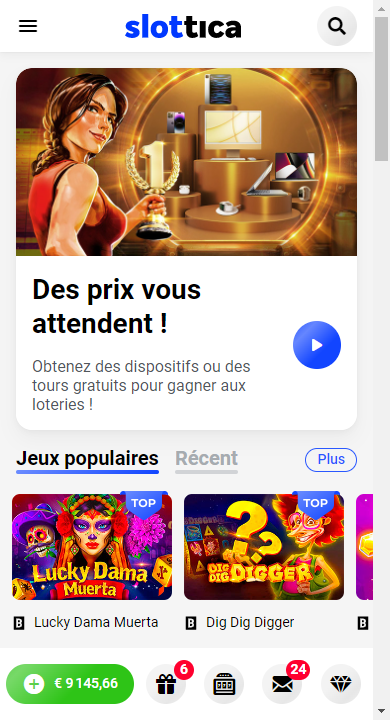 slottica
Des prix vous
attendent !
Obtenez des dispositifs ou des
tours gratuits pour gagner aux
loteries !
Jeux populaires
Récent
Plus
TOP
TOP
LUCKY DAMA
MUERTA
DIG DIG
DIGGER
B Lucky Dama Muerta
B Dig Dig Digger
B
€ 9 145,66
6
24